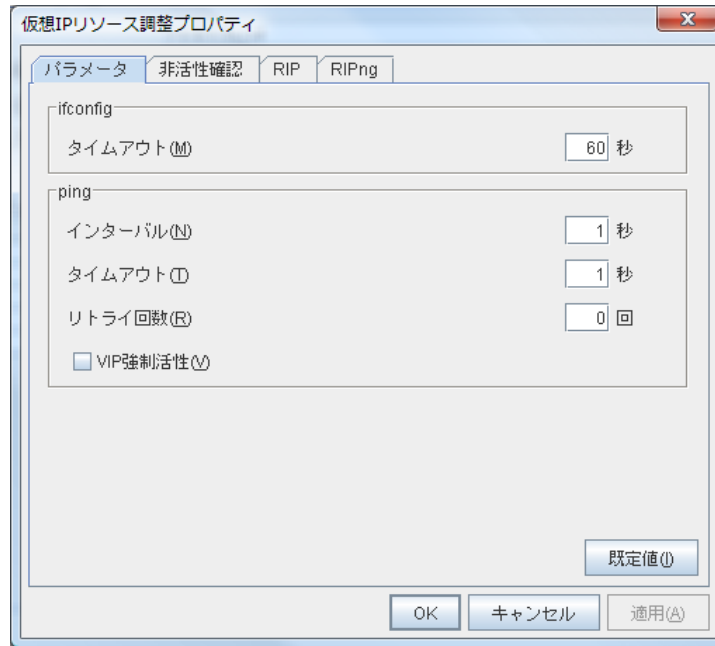 仮想IPリソース調整プロパティ
パラメータ 非活性確認 RIP RIPng
ifconfig
タイムアウト(M) 60 秒
ping
インターバル(N) 1 秒
タイムアウト(T) 1 秒
リトライ回数(R) 0 回
VIP強制活性(V)
既定値(I)
OK キャンセル 適用(A)